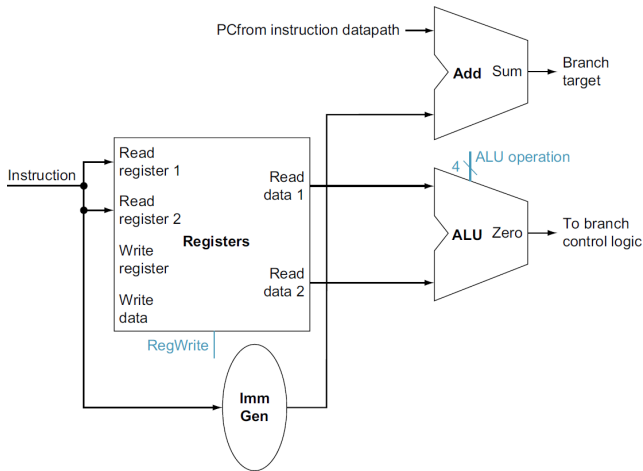 PCfrom instruction datapath
Add Sum
Branch
target
Instruction
Read
register 1
Read
register 2
Write
register
Write
data
Registers
Read
data 1
Read
data 2
RegWrite
4
ALU operation
ALU Zero
To branch
control logic
Imm
Gen